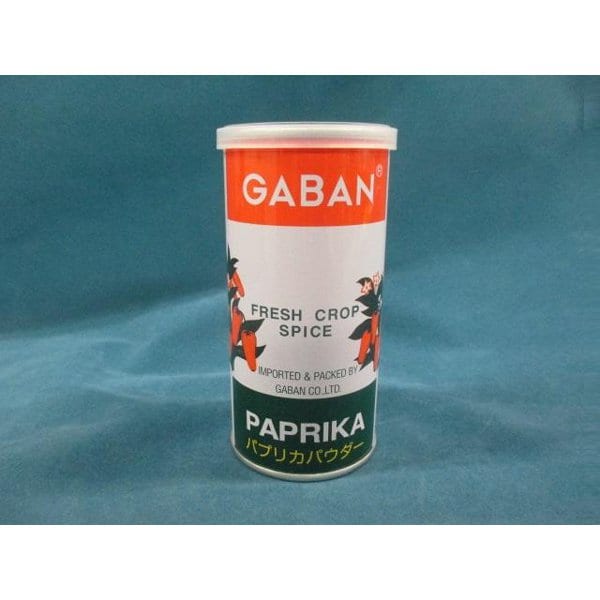 GABAN®
FRESH CROP
SPICE
IMPORTED & PACKED BY
GABAN CO.,LTD.
PAPRIKA
パプリカパウダー